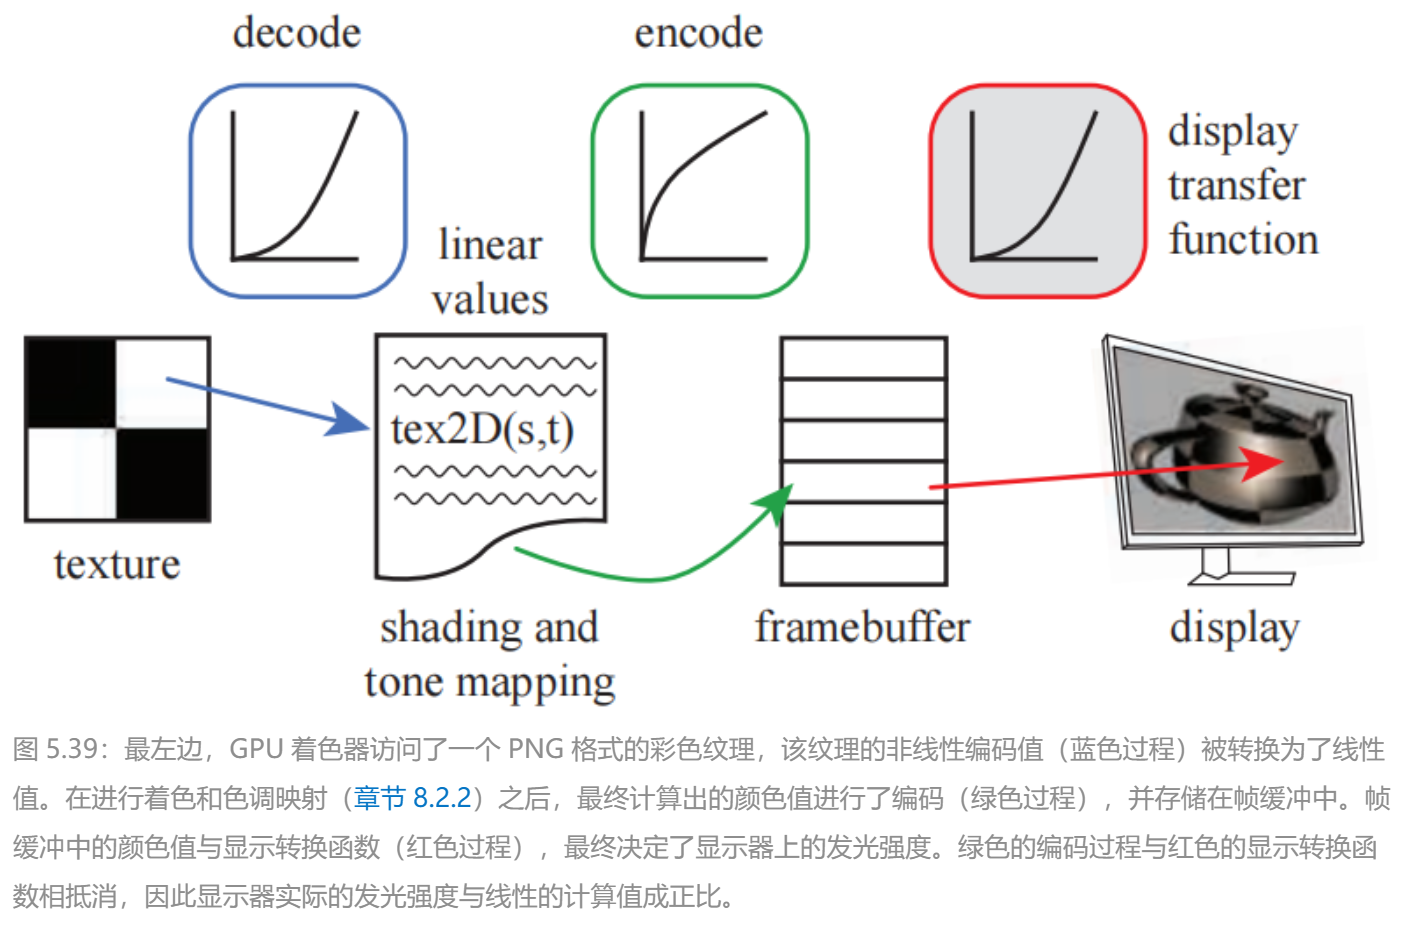 decode
encode
display
transfer
function
linear
values
tex2D(s,t)
texture
shading and
tone mapping
framebuffer
display
图 5.39：最左边，GPU 着色器访问了一个 PNG 格式的彩色纹理，该纹理的非线性编码值（蓝色过程）被转换为了线性
值。在进行着色和色调映射（章节 8.2.2）之后，最终计算出的颜色值进行了编码（绿色过程），并存储在帧缓冲中。帧
缓冲中的颜色值与显示转换函数（红色过程），最终决定了显示器上的发光强度。绿色的编码过程与红色的显示转换函
数相抵消，因此显示器实际的发光强度与线性的计算值成正比。